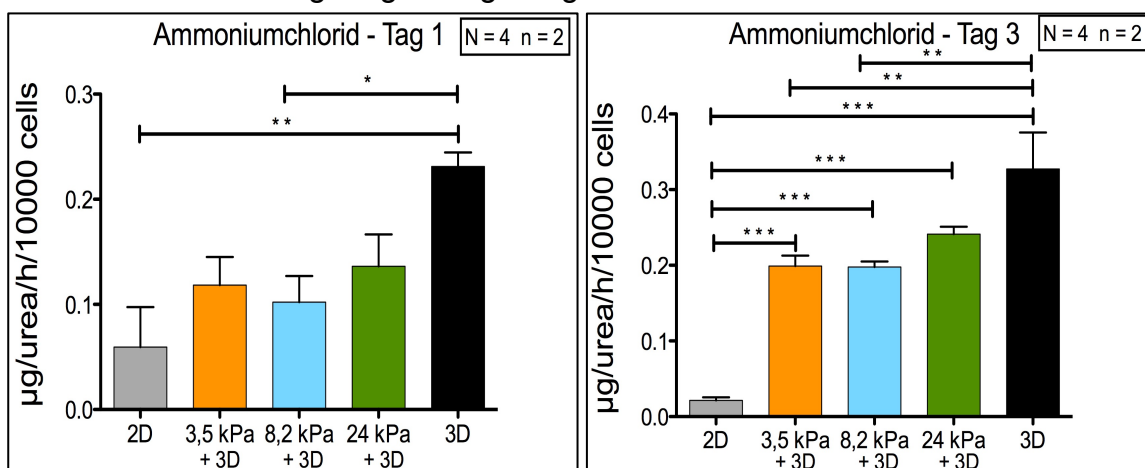 Ammoniumchlorid - Tag 1
N = 4 n = 2
µg/urea/h/10000 cells
0.3
0.2
0.1
0.0
*
**
2D
3,5 kPa + 3D
8,2 kPa + 3D
24 kPa + 3D
3D
Ammoniumchlorid - Tag 3
N = 4 n = 2
µg/urea/h/10000 cells
0.4
0.3
0.2
0.1
0.0
**
**
***
***
***
***
2D
3,5 kPa + 3D
8,2 kPa + 3D
24 kPa + 3D
3D